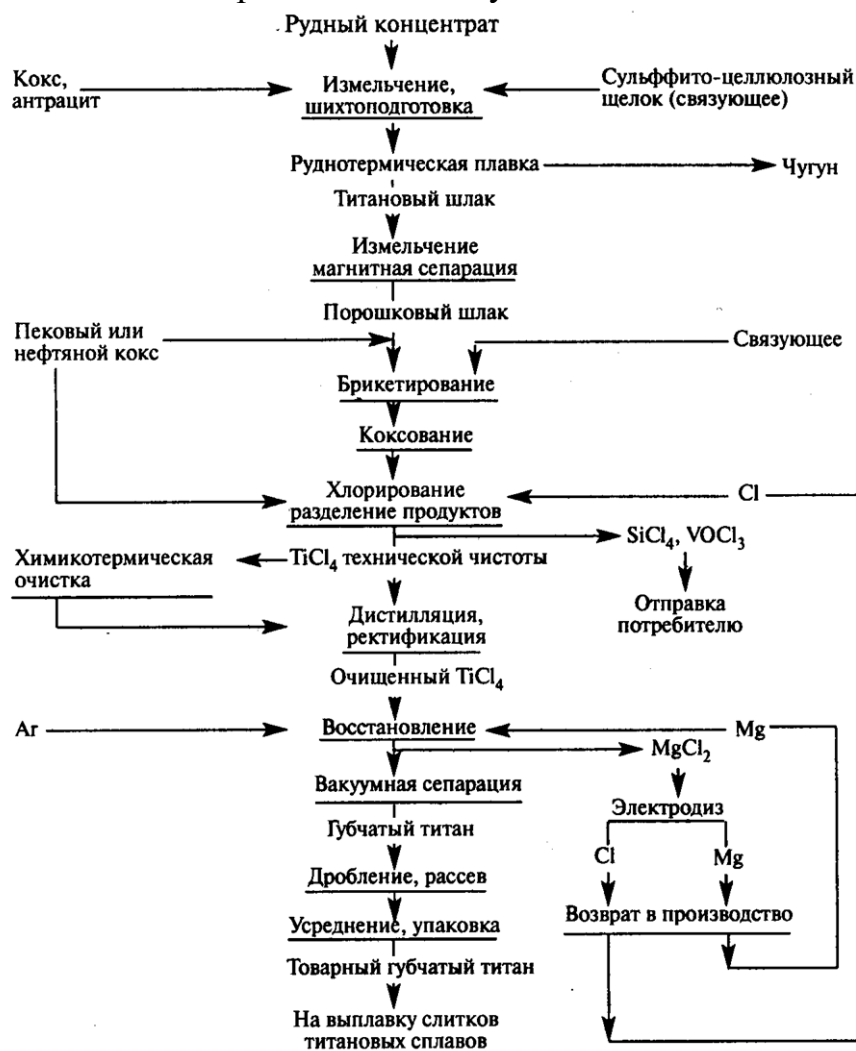 Рудный концентрат
Кокс,
антрацит
Измельчение,
шихтоподготовка
Сульффито-целлюлозный
щелок (связующее)
Руднотермическая плавка
Чугун
Титановый шлак
Измельчение
магнитная сепарация
Порошковый шлак
Пековый или
нефтяной кокс
Связующее
Брикетирование
Коксование
Хлорирование
разделение продуктов
Cl
SiCl4, VOCl3
Химикотермическая
очистка
TiCl4 технической чистоты
Отправка
потребителю
Дистилляция,
ректификация
Очищенный TiCl4
Ar
Восстановление
Mg
MgCl2
Вакуумная сепарация
Электродиз
Губчатый титан
Cl
Mg
Дробление, рассев
Возврат в производство
Усреднение, упаковка
Товарный губчатый титан
На выплавку слитков
титановых сплавов